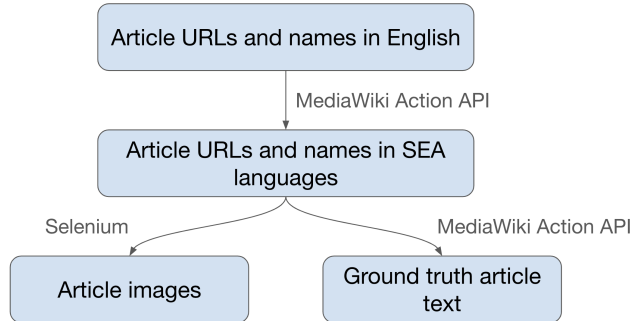 Article URLs and names in English
MediaWiki Action API
Article URLs and names in SEA
languages
Selenium
MediaWiki Action API
Article images
Ground truth article
text